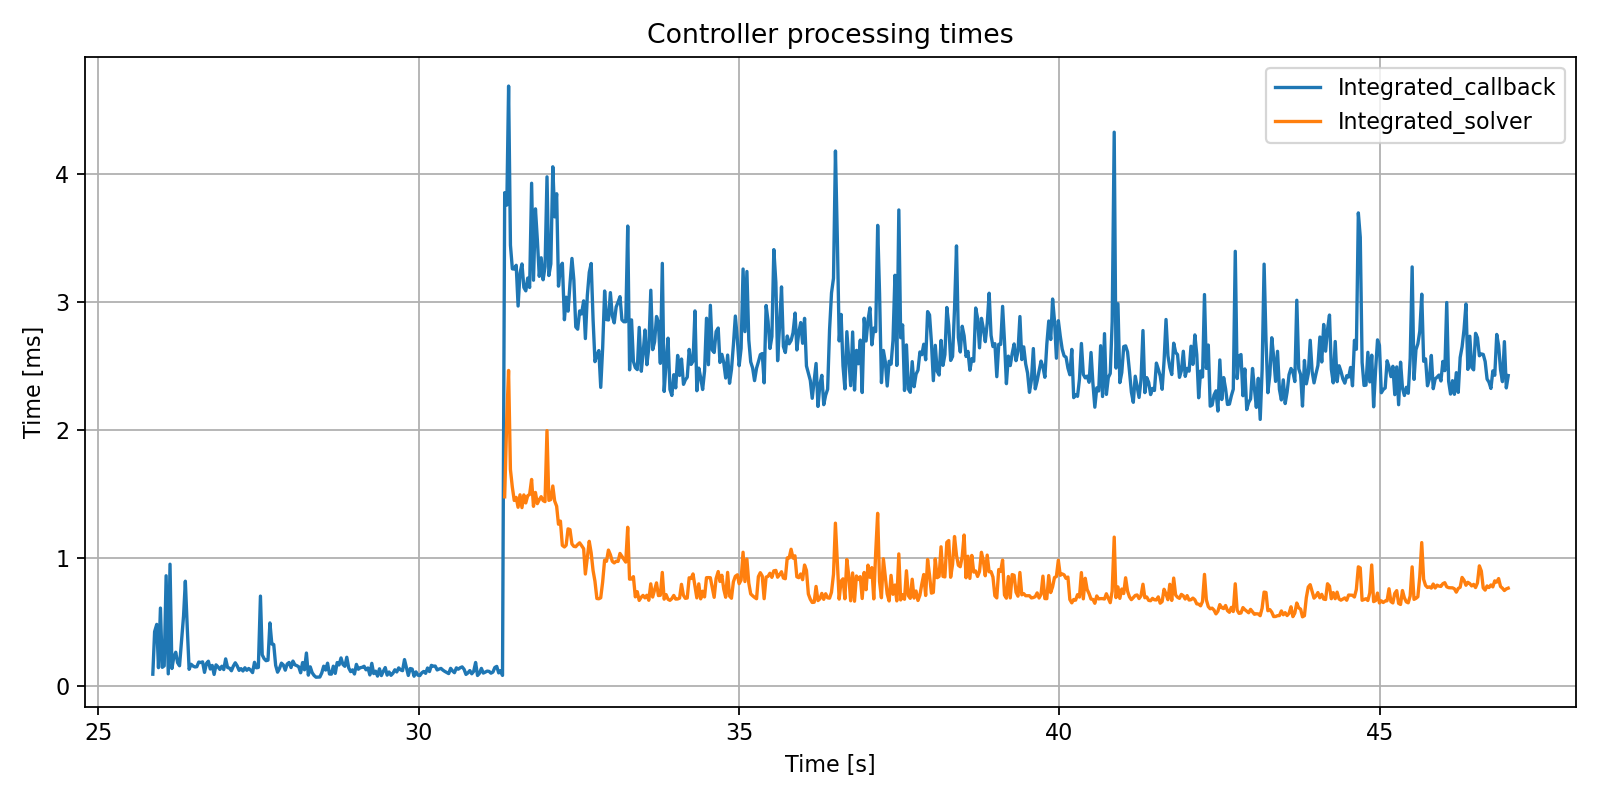 Controller processing times
Integrated_callback
Integrated_solver
Time [ms]
4
3
2
1
0
25
30
35
40
45
Time [s]